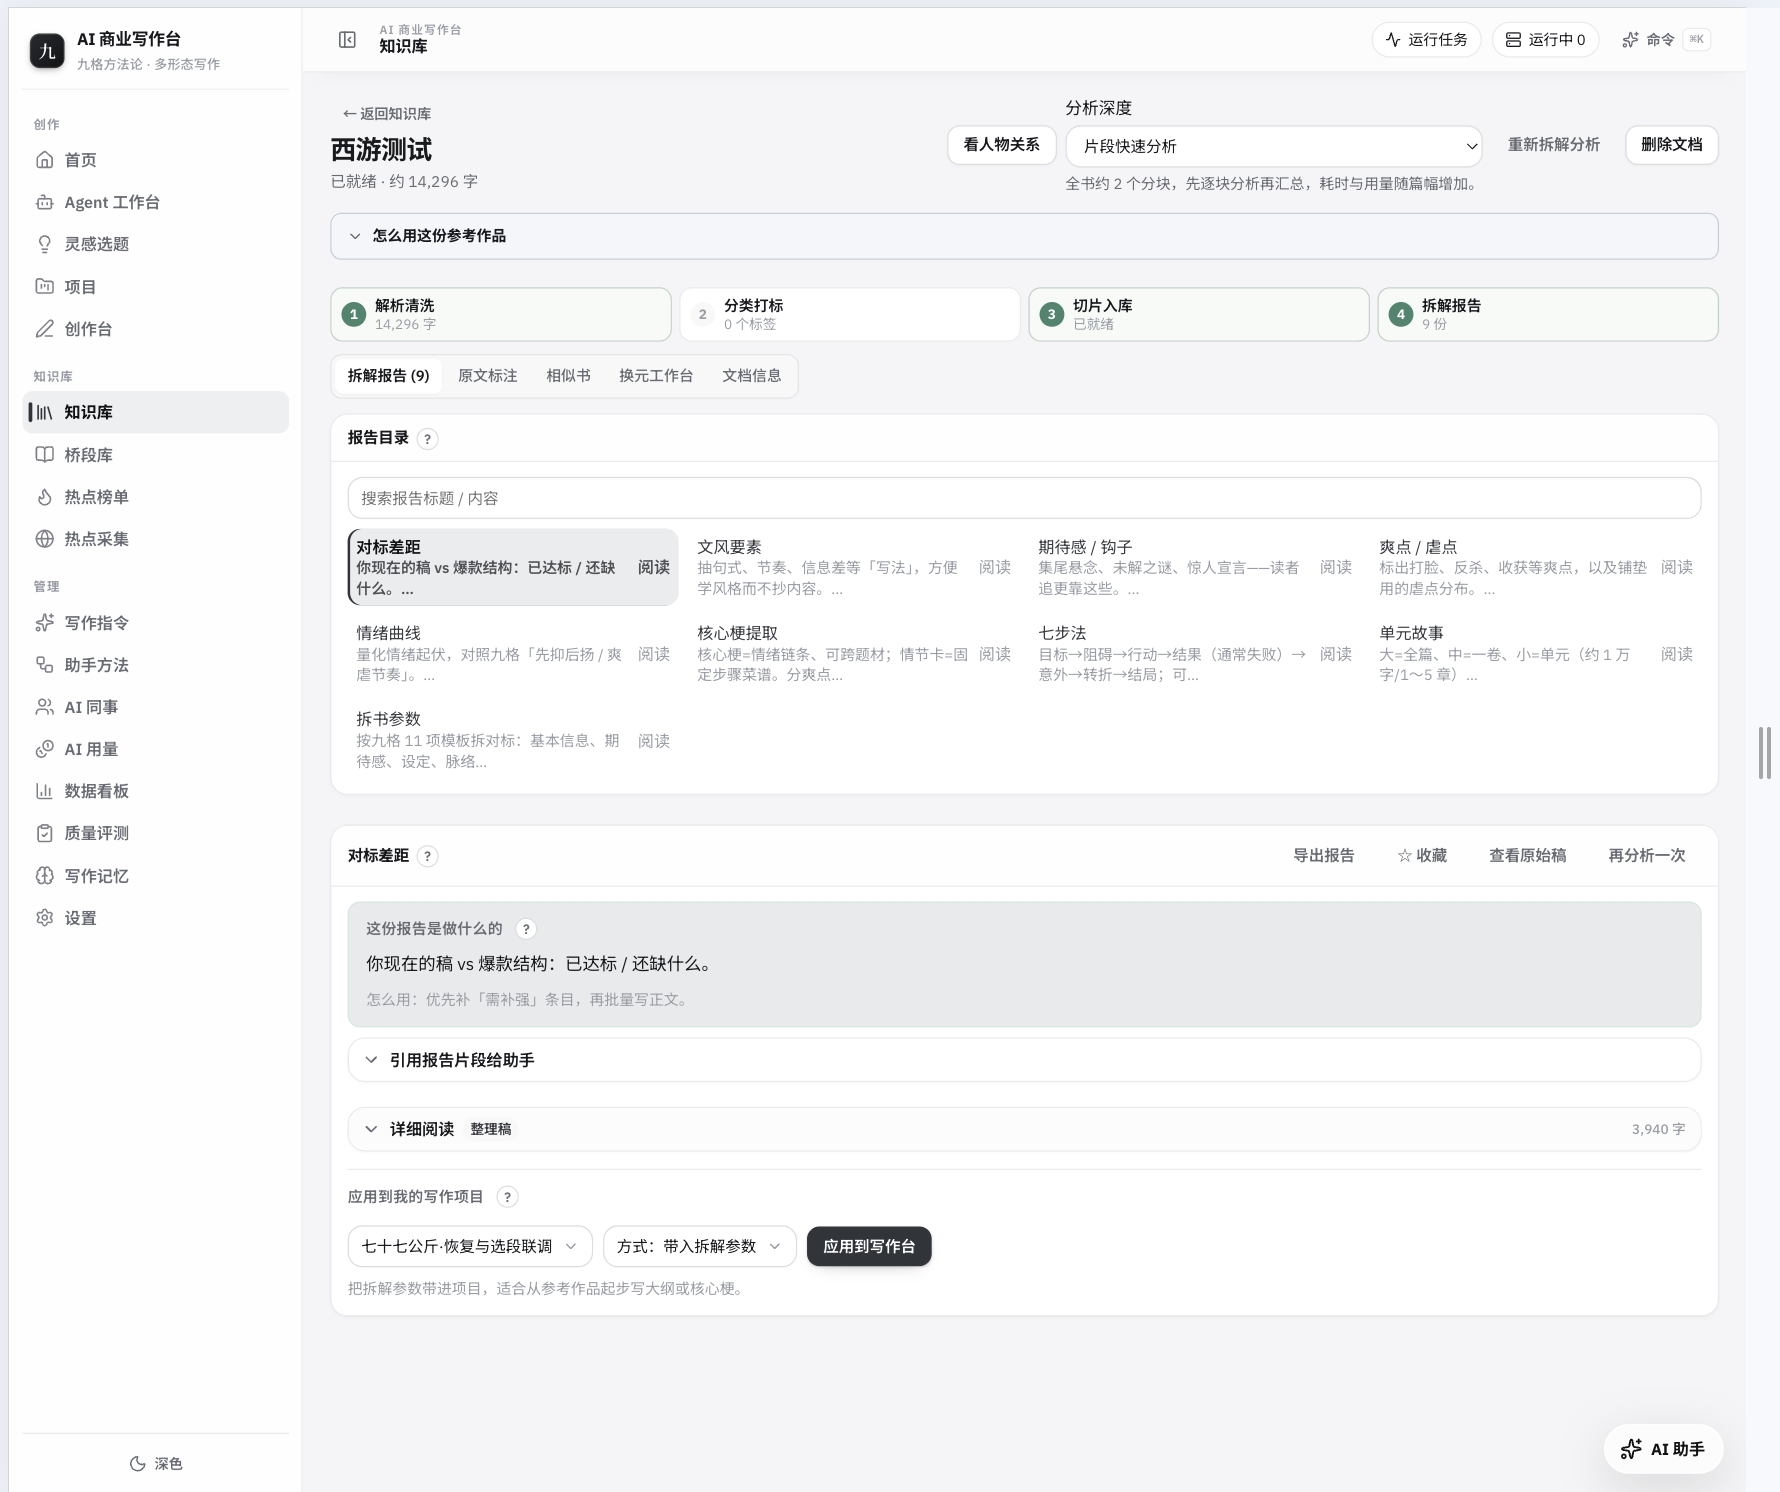 九
AI 商业写作台
九格方法论 · 多形态写作
创作
首页
Agent 工作台
灵感选题
项目
创作台
知识库
知识库
桥段库
热点榜单
热点采集
管理
写作指令
助手方法
AI 同事
AI 用量
数据看板
质量评测
写作记忆
设置
深色
AI 商业写作台
知识库
运行任务
运行中 0
命令 ⌘K
←返回知识库
西游测试
已就绪 · 约 14,296 字
看人物关系
分析深度
片段快速分析
全书约 2 个分块，先逐块分析再汇总，耗时与用量随篇幅增加。
重新拆解分析
删除文档
怎么用这份参考作品
1 解析清洗
14,296 字
2 分类打标
0 个标签
3 切片入库
已就绪
4 拆解报告
9 份
拆解报告 (9) 原文标注 相似书 换元工作台 文档信息
报告目录 ?
搜索报告标题 / 内容
对标差距
你现在的稿 vs 爆款结构：已达标 / 还缺
什么。...
阅读
文风要素
抽句式、节奏、信息差等「写法」，方便
学风格而不抄内容。...
阅读
期待感 / 钩子
集尾悬念、未解之谜、惊人宣言——读者
追更靠这些。...
阅读
爽点 / 虐点
标出打脸、反杀、收获等爽点，以及铺垫
用的虐点分布。...
阅读
情绪曲线
量化情绪起伏，对照九格「先抑后扬 / 爽
虐节奏」。...
阅读
核心梗提取
核心梗=情绪链条、可跨题材；情节卡=固
定步骤菜谱。分爽点...
阅读
七步法
目标→阻碍→行动→结果（通常失败）→
意外→转折→结局；可...
阅读
单元故事
大=全篇、中=一卷、小=单元（约 1 万
字/1～5 章）...
阅读
拆书参数
按九格 11 项模板拆对标：基本信息、期
待感、设定、脉络...
阅读
对标差距 ?
导出报告 ☆ 收藏 查看原始稿 再分析一次
这份报告是做什么的 ?
你现在的稿 vs 爆款结构：已达标 / 还缺什么。
怎么用：优先补「需补强」条目，再批量写正文。
引用报告片段给助手
详细阅读 整理稿 3,940 字
应用到我的写作项目 ?
七十七公斤·恢复与选段联调
方式：带入拆解参数
应用到写作台
把拆解参数带进项目，适合从参考作品起步写大纲或核心梗。
AI 助手